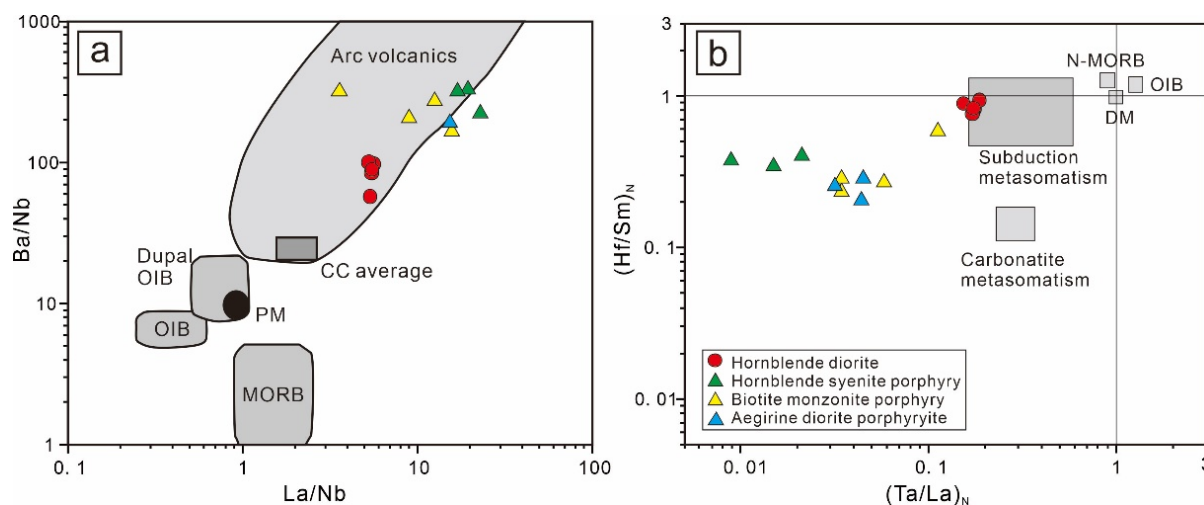 a
1000
100
10
1
Ba/Nb
Arc volcanics
CC average
Dupal
OIB
PM
OIB
MORB
0.1
1
10
100
La/Nb
b
3
1
0.1
0.01
(Hf/Sm)N
N-MORB
OIB
DM
Subduction
metasomatism
Carbonatite
metasomatism
Hornblende diorite
Hornblende syenite porphyry
Biotite monzonite porphyry
Aegirine diorite porphyryite
0.01
0.1
1
3
(Ta/La)N